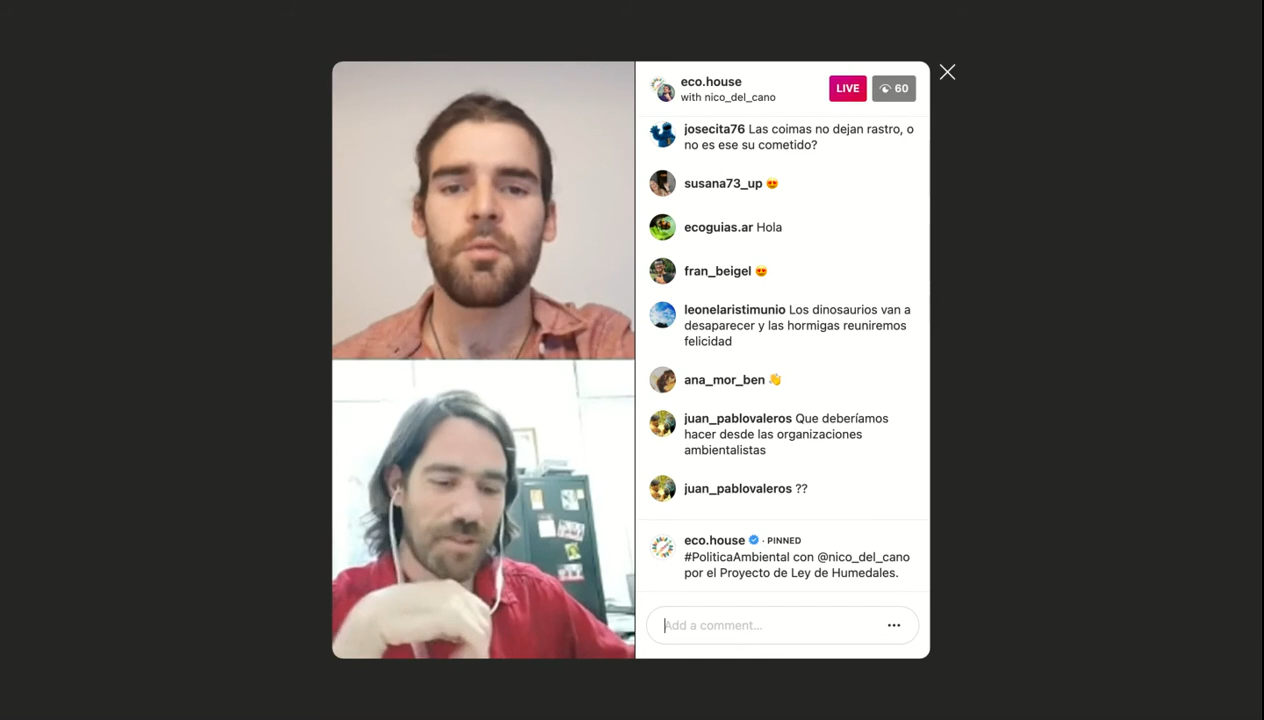 eco.house
with nico_del_cano
LIVE
60
josecita76 Las coimas no dejan rastro, o
no es ese su cometido?
susana73_up 😍
ecoguias.ar Hola
fran_beigel 😍
leonelaristimunio Los dinosaurios van a
desaparecer y las hormigas reuniremos
felicidad
ana_mor_ben 👋
juan_pablovaleros Que deberíamos
hacer desde las organizaciones
ambientalistas
juan_pablovaleros ??
eco.house · PINNED
#PoliticaAmbiental con @nico_del_cano
por el Proyecto de Ley de Humedales.
Add a comment...